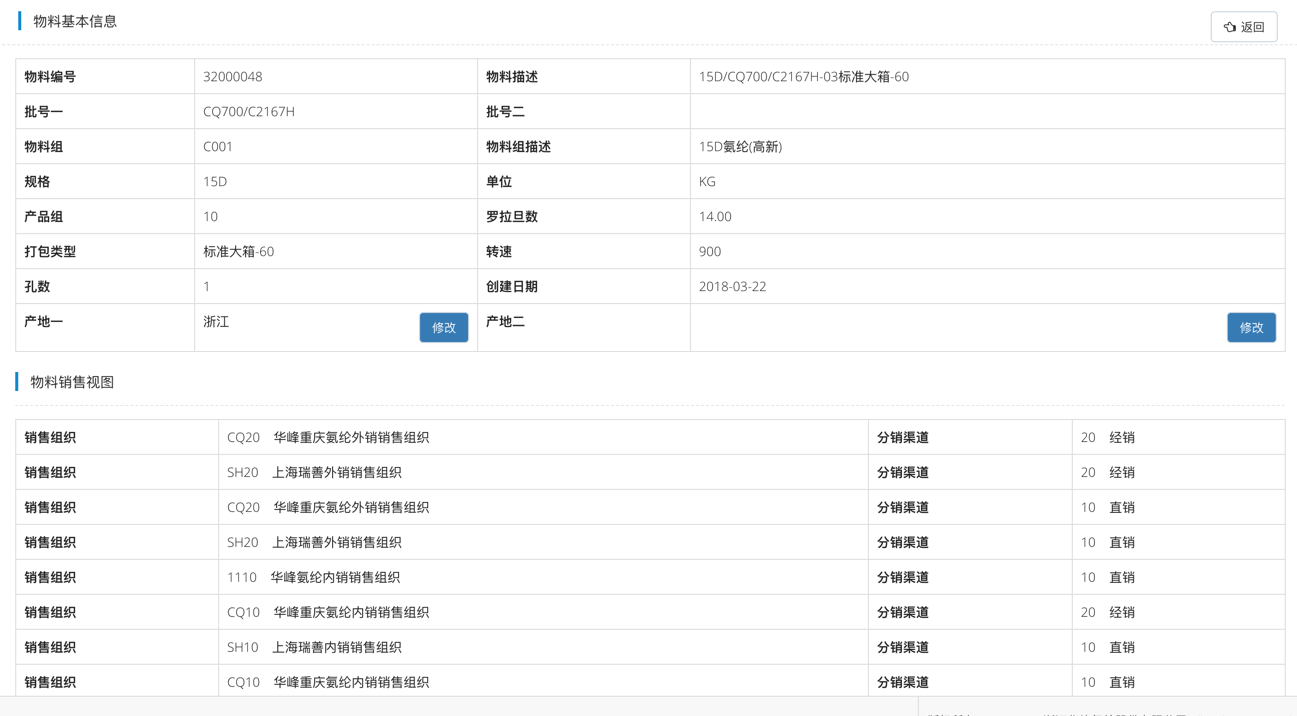 物料基本信息
返回
物料编号 32000048 物料描述 15D/CQ700/C2167H-03标准大箱-60
批号一 CQ700/C2167H 批号二
物料组 C001 物料组描述 15D氨纶(高新)
规格 15D 单位 KG
产品组 10 罗拉旦数 14.00
打包类型 标准大箱-60 转速 900
孔数 1 创建日期 2018-03-22
产地一 浙江 修改 产地二 修改
物料销售视图
销售组织 CQ20 华峰重庆氨纶外销销售组织 分销渠道 20 经销
销售组织 SH20 上海瑞善外销销售组织 分销渠道 20 经销
销售组织 CQ20 华峰重庆氨纶外销销售组织 分销渠道 10 直销
销售组织 SH20 上海瑞善外销销售组织 分销渠道 10 直销
销售组织 1110 华峰氨纶内销销售组织 分销渠道 10 直销
销售组织 CQ10 华峰重庆氨纶内销销售组织 分销渠道 20 经销
销售组织 SH10 上海瑞善内销销售组织 分销渠道 10 直销
销售组织 CQ10 华峰重庆氨纶内销销售组织 分销渠道 10 直销